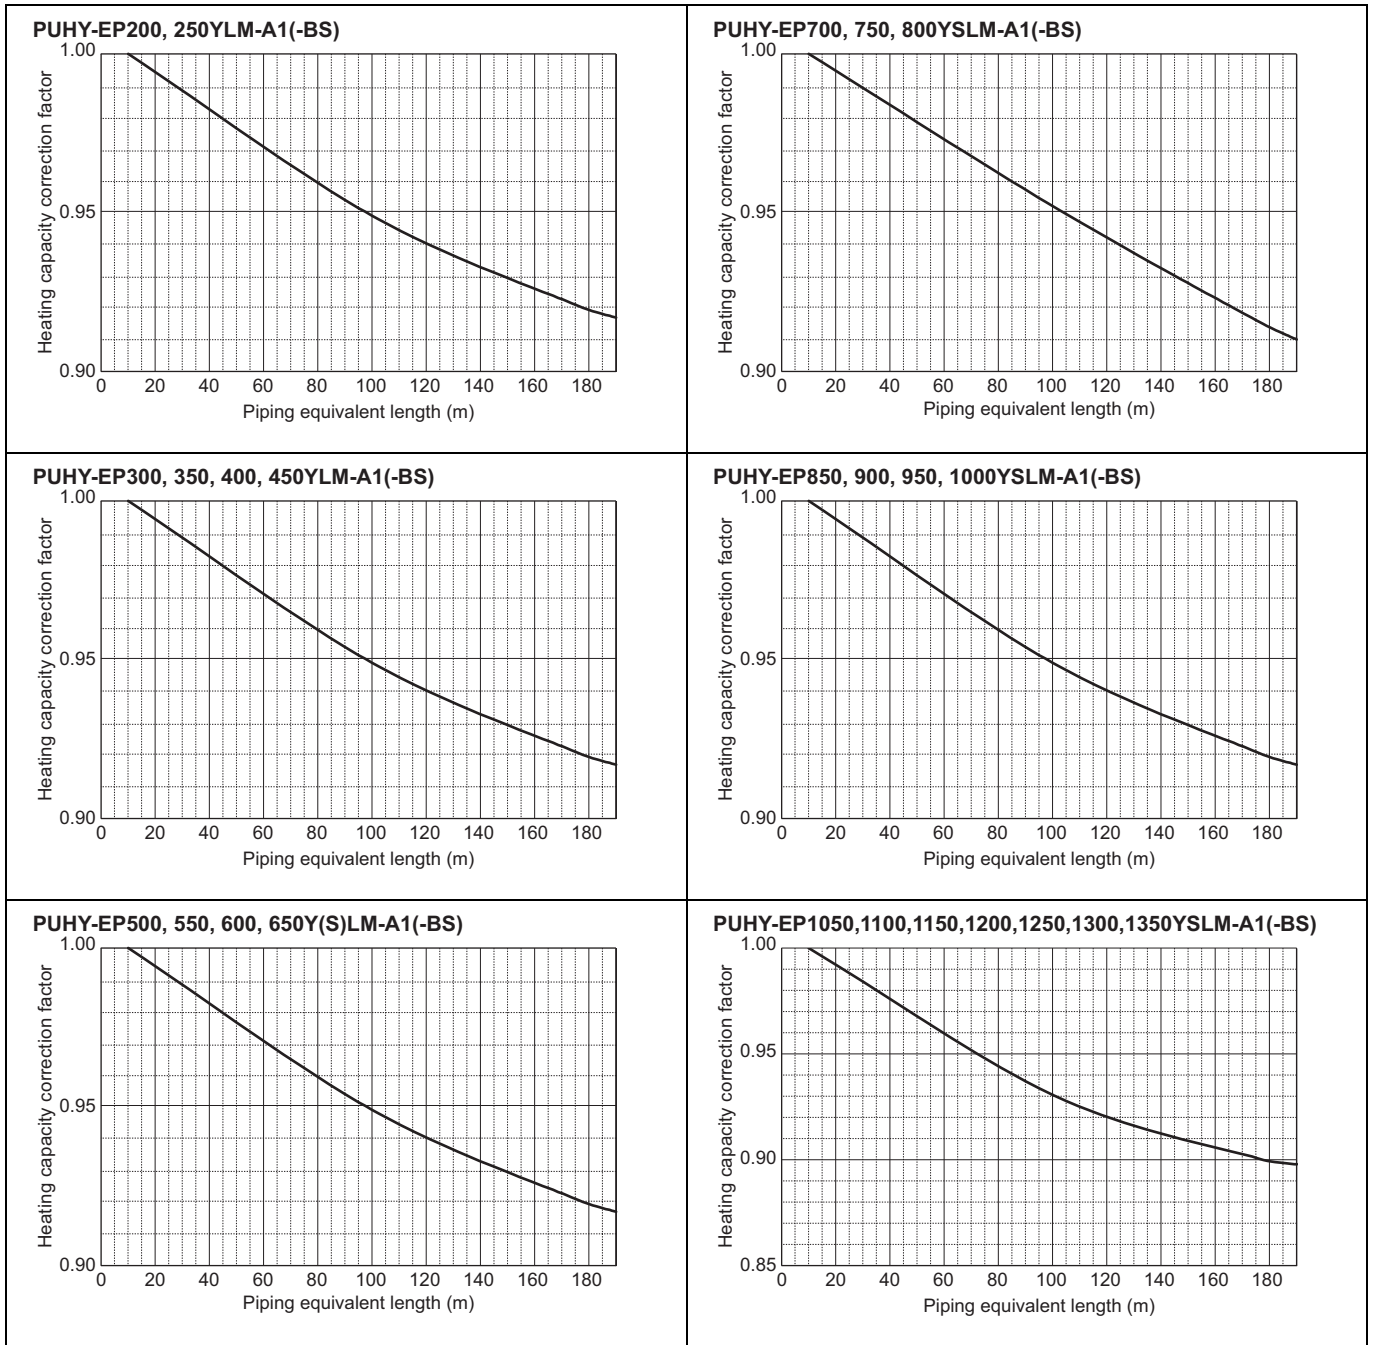 PUHY-EP200, 250YLM-A1(-BS)
Heating capacity correction factor
1.00
0.95
0.90
0 20 40 60 80 100 120 140 160 180
Piping equivalent length (m)
PUHY-EP700, 750, 800YSLM-A1(-BS)
Heating capacity correction factor
1.00
0.95
0.90
0 20 40 60 80 100 120 140 160 180
Piping equivalent length (m)
PUHY-EP300, 350, 400, 450YLM-A1(-BS)
Heating capacity correction factor
1.00
0.95
0.90
0 20 40 60 80 100 120 140 160 180
Piping equivalent length (m)
PUHY-EP850, 900, 950, 1000YSLM-A1(-BS)
Heating capacity correction factor
1.00
0.95
0.90
0 20 40 60 80 100 120 140 160 180
Piping equivalent length (m)
PUHY-EP500, 550, 600, 650Y(S)LM-A1(-BS)
Heating capacity correction factor
1.00
0.95
0.90
0 20 40 60 80 100 120 140 160 180
Piping equivalent length (m)
PUHY-EP1050,1100,1150,1200,1250,1300,1350YSLM-A1(-BS)
Heating capacity correction factor
1.00
0.95
0.90
0.85
0 20 40 60 80 100 120 140 160 180
Piping equivalent length (m)